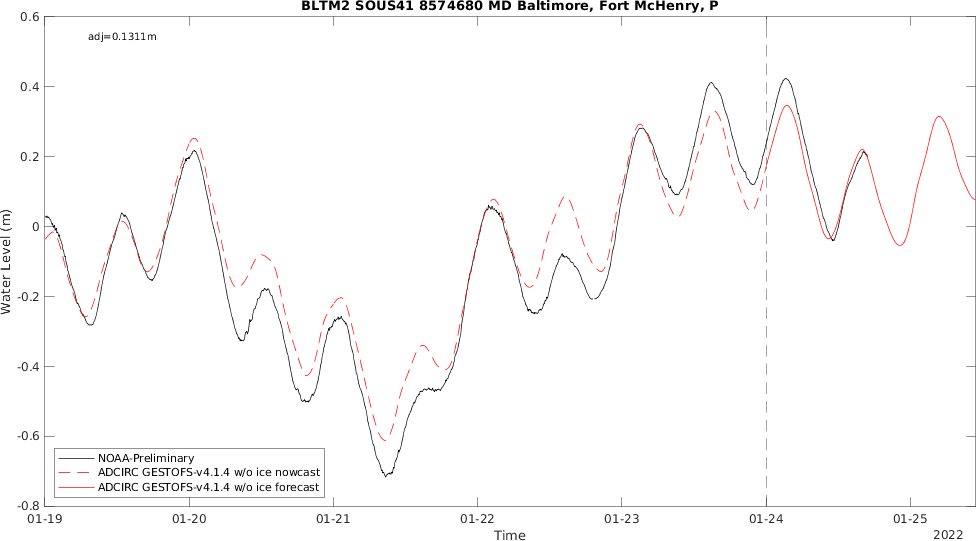 BLTM2 SOUS41 8574680 MD Baltimore, Fort McHenry, P
adj=0.1311m
0.6
0.4
0.2
0
-0.2
-0.4
-0.6
-0.8
Water Level (m)
NOAA-Preliminary
ADCIRC GESTOFS-v4.1.4 w/o ice nowcast
ADCIRC GESTOFS-v4.1.4 w/o ice forecast
01-19 01-20 01-21 01-22 01-23 01-24 01-25
Time
2022